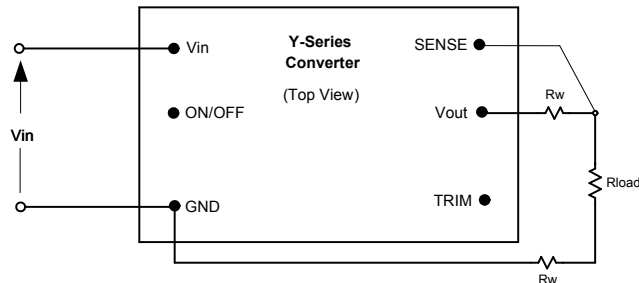 Y-Series
Converter
(Top View)
Vin
SENSE
ON/OFF
Vout
Rw
Vin
Rload
GND
TRIM
Rw